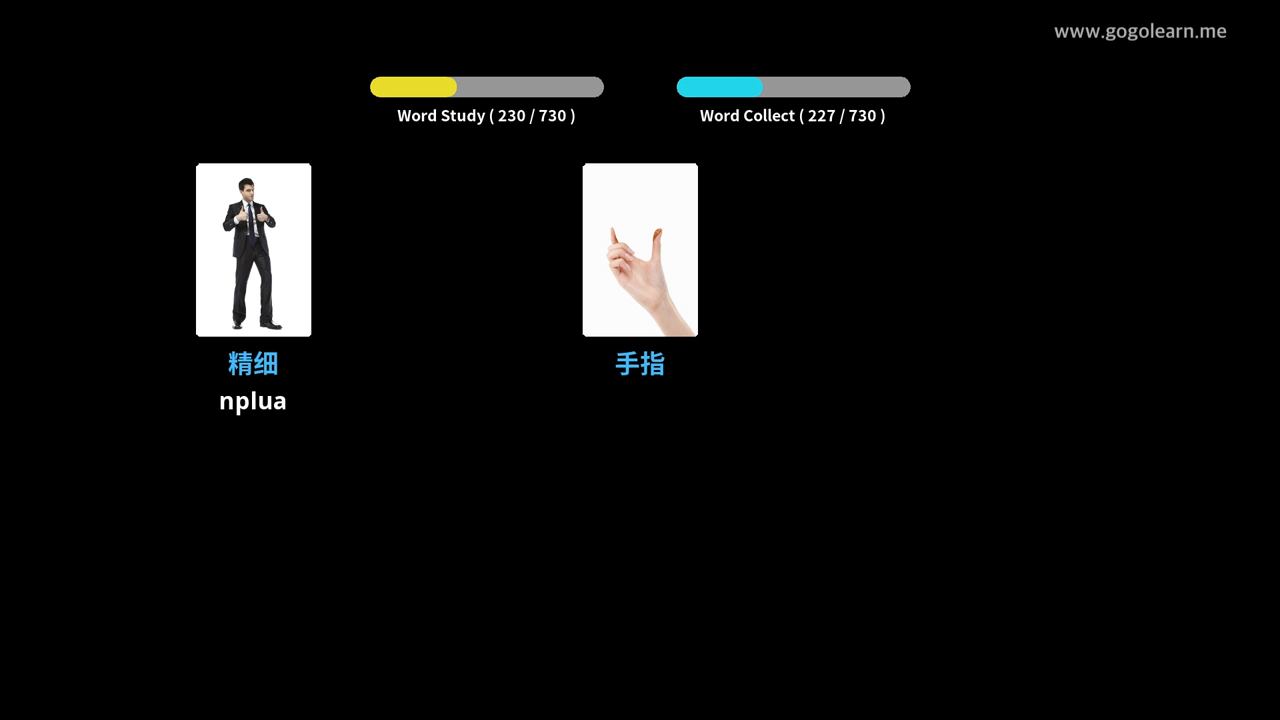 www.gogolearn.me
Word Study ( 230 / 730 )
Word Collect ( 227 / 730 )
精细
手指
nplua